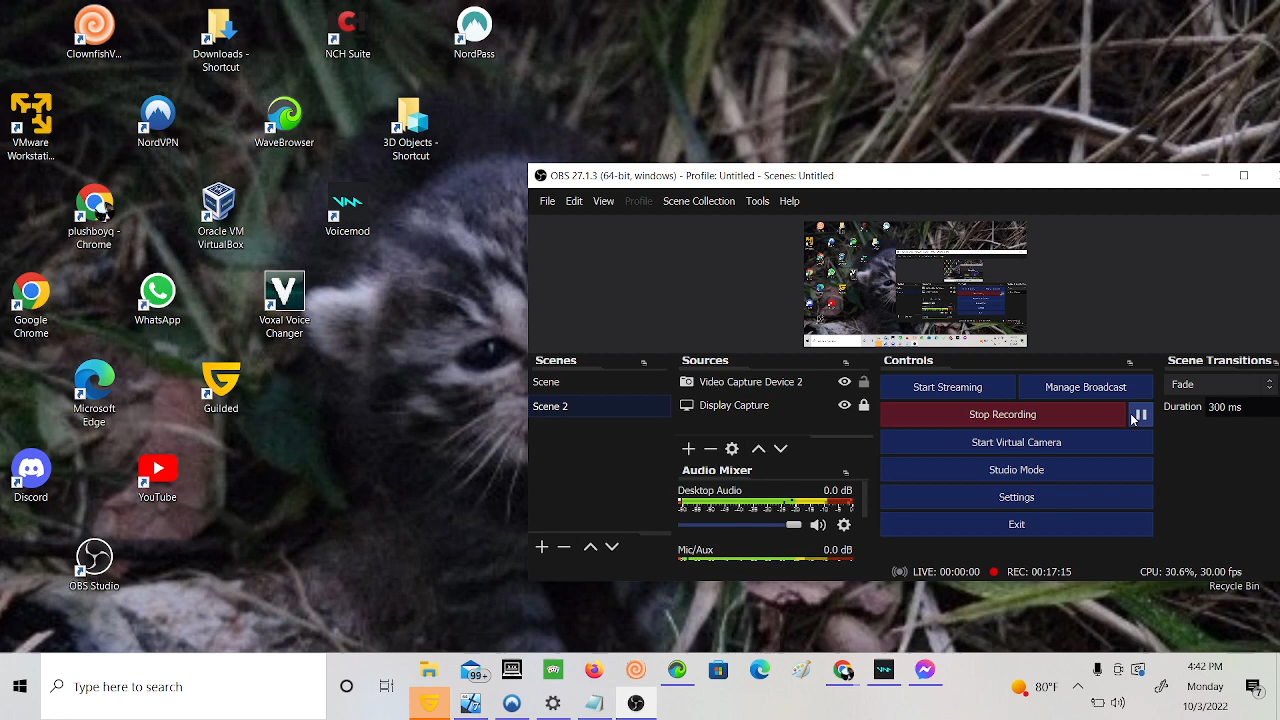 ClownfishV...
Downloads -
Shortcut
NCH Suite
NordPass
VMware
Workstati...
NordVPN
WaveBrowser
3D Objects -
Shortcut
plushboyq -
Chrome
Oracle VM
VirtualBox
Voicemod
Google
Chrome
WhatsApp
Voxal Voice
Changer
Microsoft
Edge
Guilded
Discord
YouTube
OBS Studio
OBS 27.1.3 (64-bit, windows) - Profile: Untitled - Scenes: Untitled
File Edit View Profile Scene Collection Tools Help
Scenes
Scene
Scene 2
Sources
Video Capture Device 2
Display Capture
Audio Mixer
Desktop Audio 0.0 dB
Mic/Aux 0.0 dB
Controls
Start Streaming Manage Broadcast
Stop Recording
Start Virtual Camera
Studio Mode
Settings
Exit
Scene Transitions
Fade
Duration 300 ms
LIVE: 00:00:00 REC: 00:17:15 CPU: 30.6%, 30.00 fps
Recycle Bin
Type here to search
99+
80°F
4:42 PM
Monday
10/3/2022
7